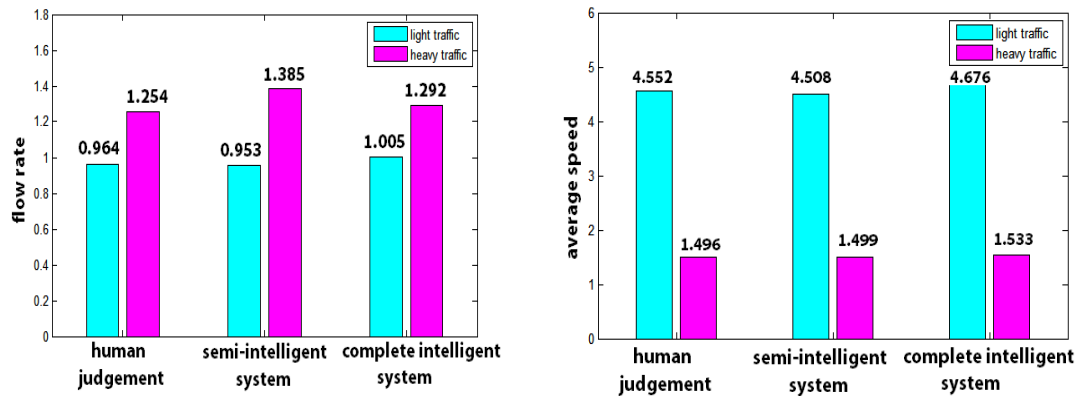 1.8
1.6
1.4
1.2
1
0.8
0.6
0.4
0.2
0
flow rate
light traffic
heavy traffic
0.964
1.254
0.953
1.385
1.005
1.292
human
judgement
semi-intelligent
system
complete intelligent
system
6
5
4
3
2
1
0
average speed
light traffic
heavy traffic
4.552
1.496
4.508
1.499
4.676
1.533
human
judgement
semi-intelligent
system
complete intelligent
system